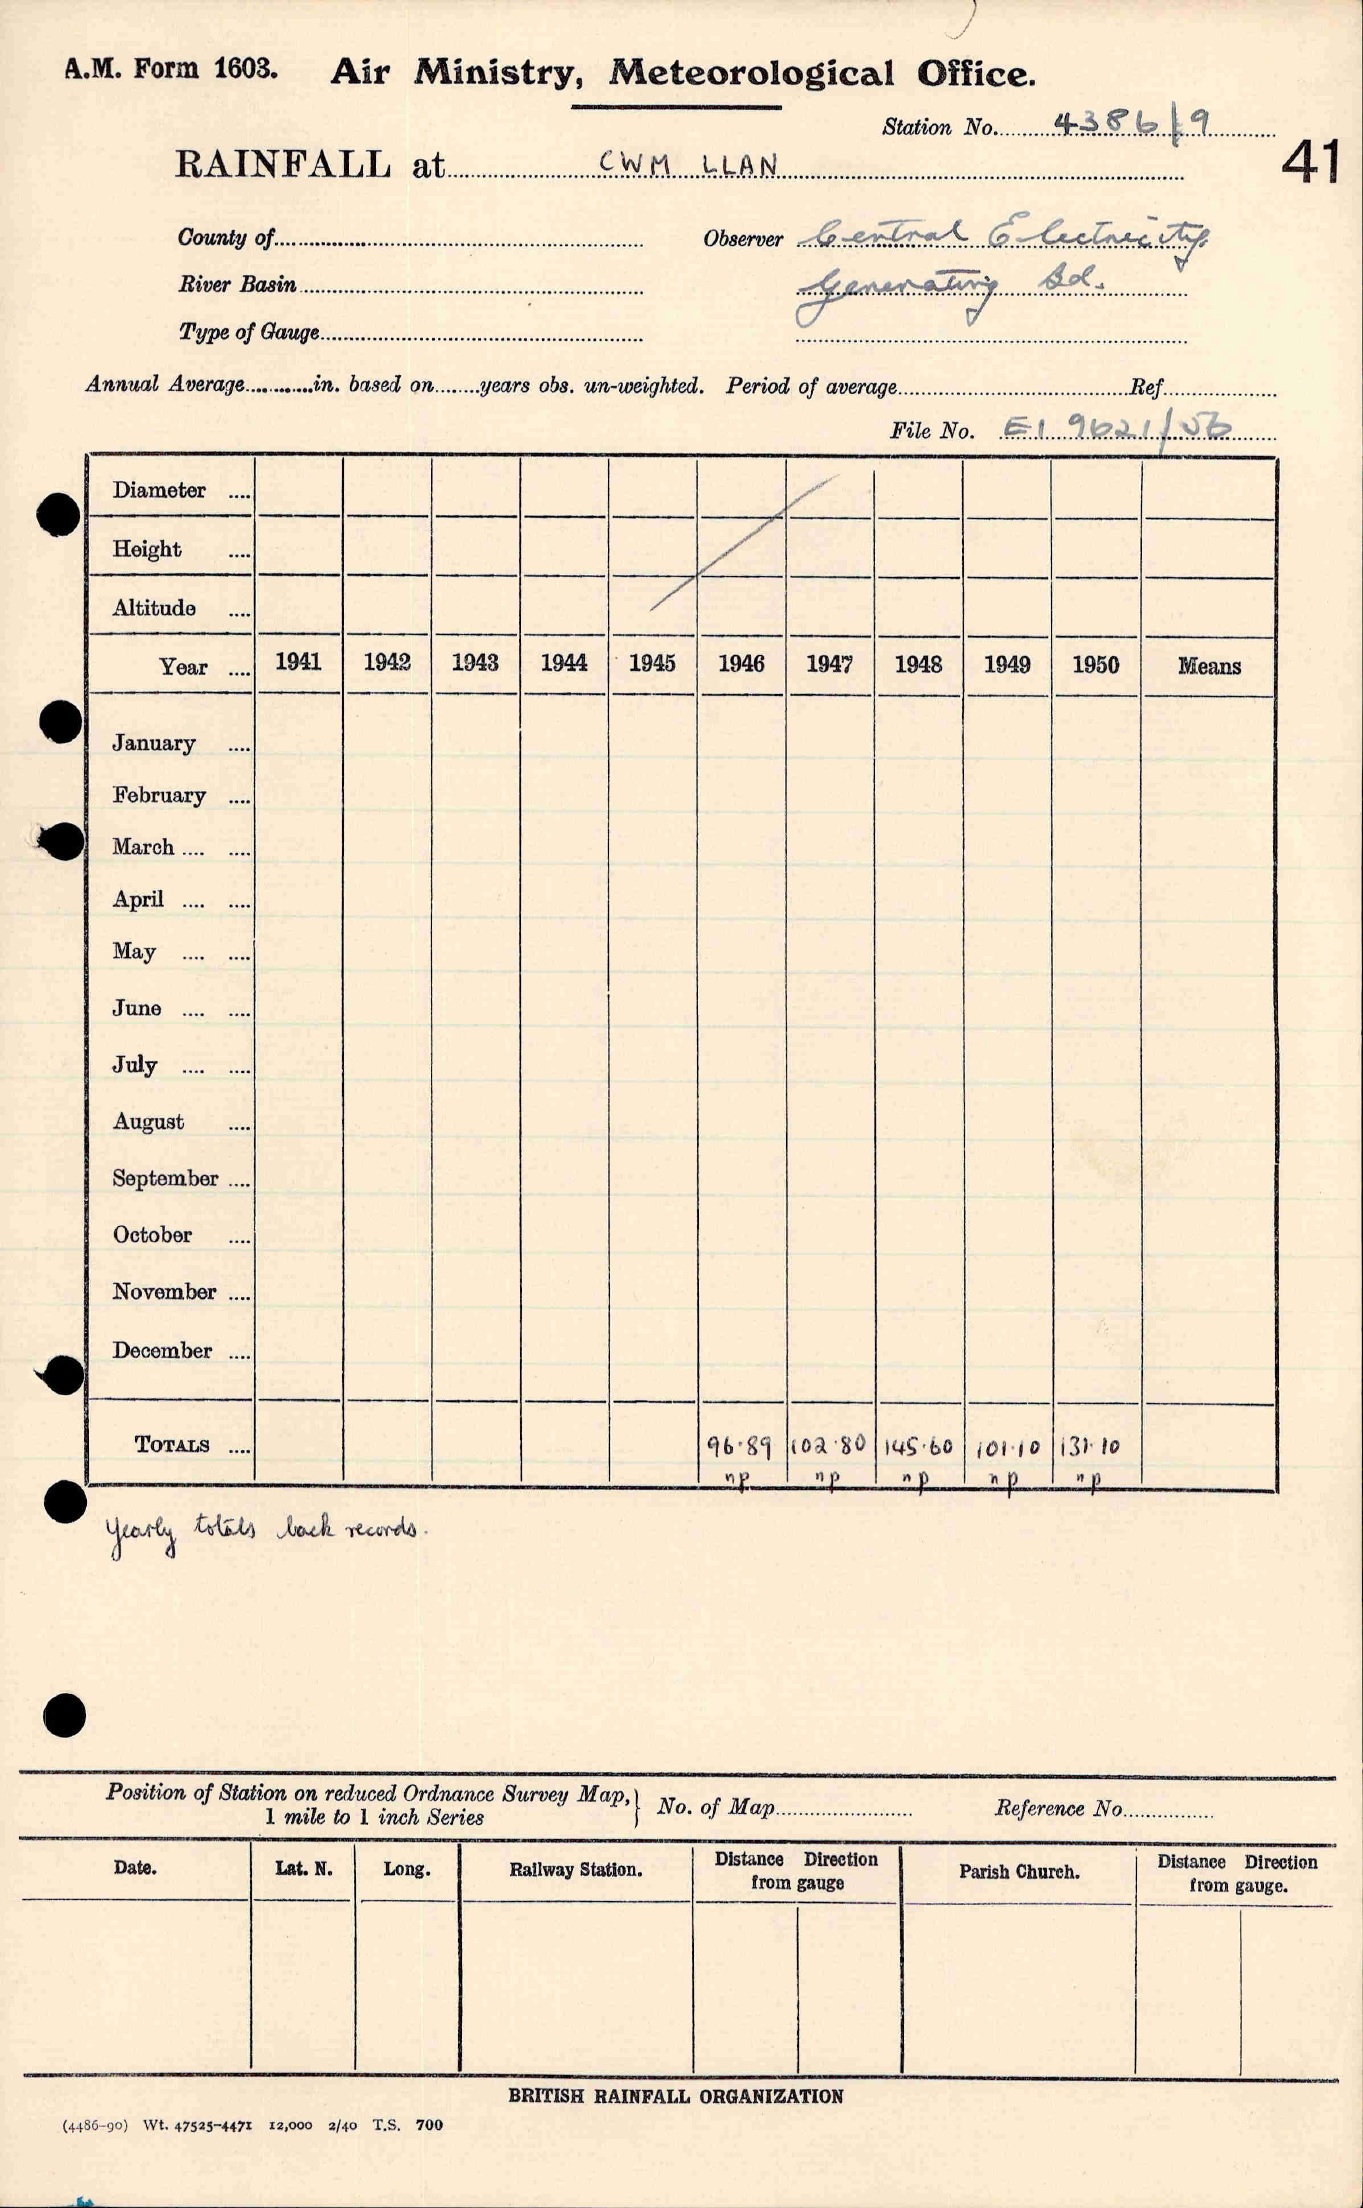 A.M. Form 1603. Air Ministry, Meteorological Office.
Station No. 4386/9
41
RAINFALL at CWM LLAN
County of Observer Central Electricity
River Basin Generating Bd.
Type of Gauge
Annual Average in. based on years obs. un-weighted. Period of average Ref
File No. E1 9621/56
Diameter
Height
Altitude
Year 1941 1942 1943 1944 1945 1946 1947 1948 1949 1950 Means
January
February
March
April
May
June
July
August
September
October
November
December
TOTALS 96.89 102.80 145.60 101.10 131.10
np np np np np
Yearly totals back records.
Position of Station on reduced Ordnance Survey Map, } No. of Map Reference No.
1 mile to 1 inch Series
Date. Lat. N. Long. Railway Station. Distance Direction from gauge Parish Church. Distance Direction from gauge.
BRITISH RAINFALL ORGANIZATION
(4486-90) Wt. 47525-4471 12,000 2/40 T.S. 700